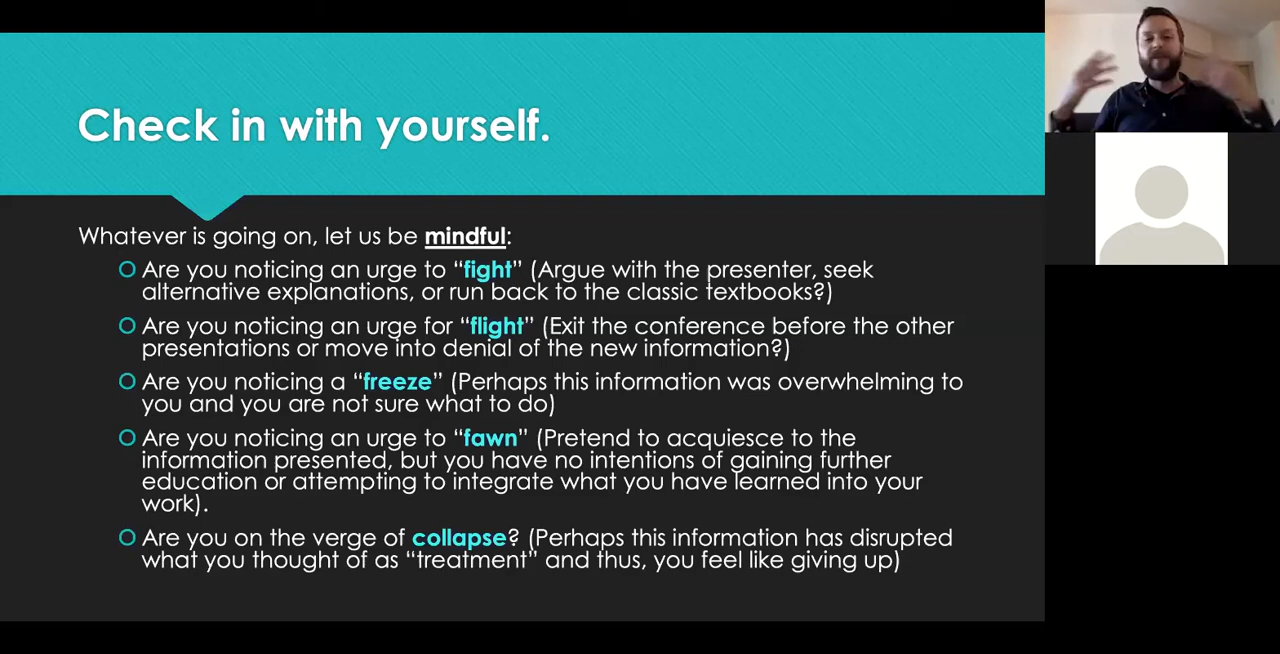 Check in with yourself.
Whatever is going on, let us be mindful:
Are you noticing an urge to “fight” (Argue with the presenter, seek
alternative explanations, or run back to the classic textbooks?)
Are you noticing an urge for “flight” (Exit the conference before the other
presentations or move into denial of the new information?)
Are you noticing a “freeze” (Perhaps this information was overwhelming to
you and you are not sure what to do)
Are you noticing an urge to “fawn” (Pretend to acquiesce to the
information presented, but you have no intentions of gaining further
education or attempting to integrate what you have learned into your
work).
Are you on the verge of collapse? (Perhaps this information has disrupted
what you thought of as “treatment” and thus, you feel like giving up)